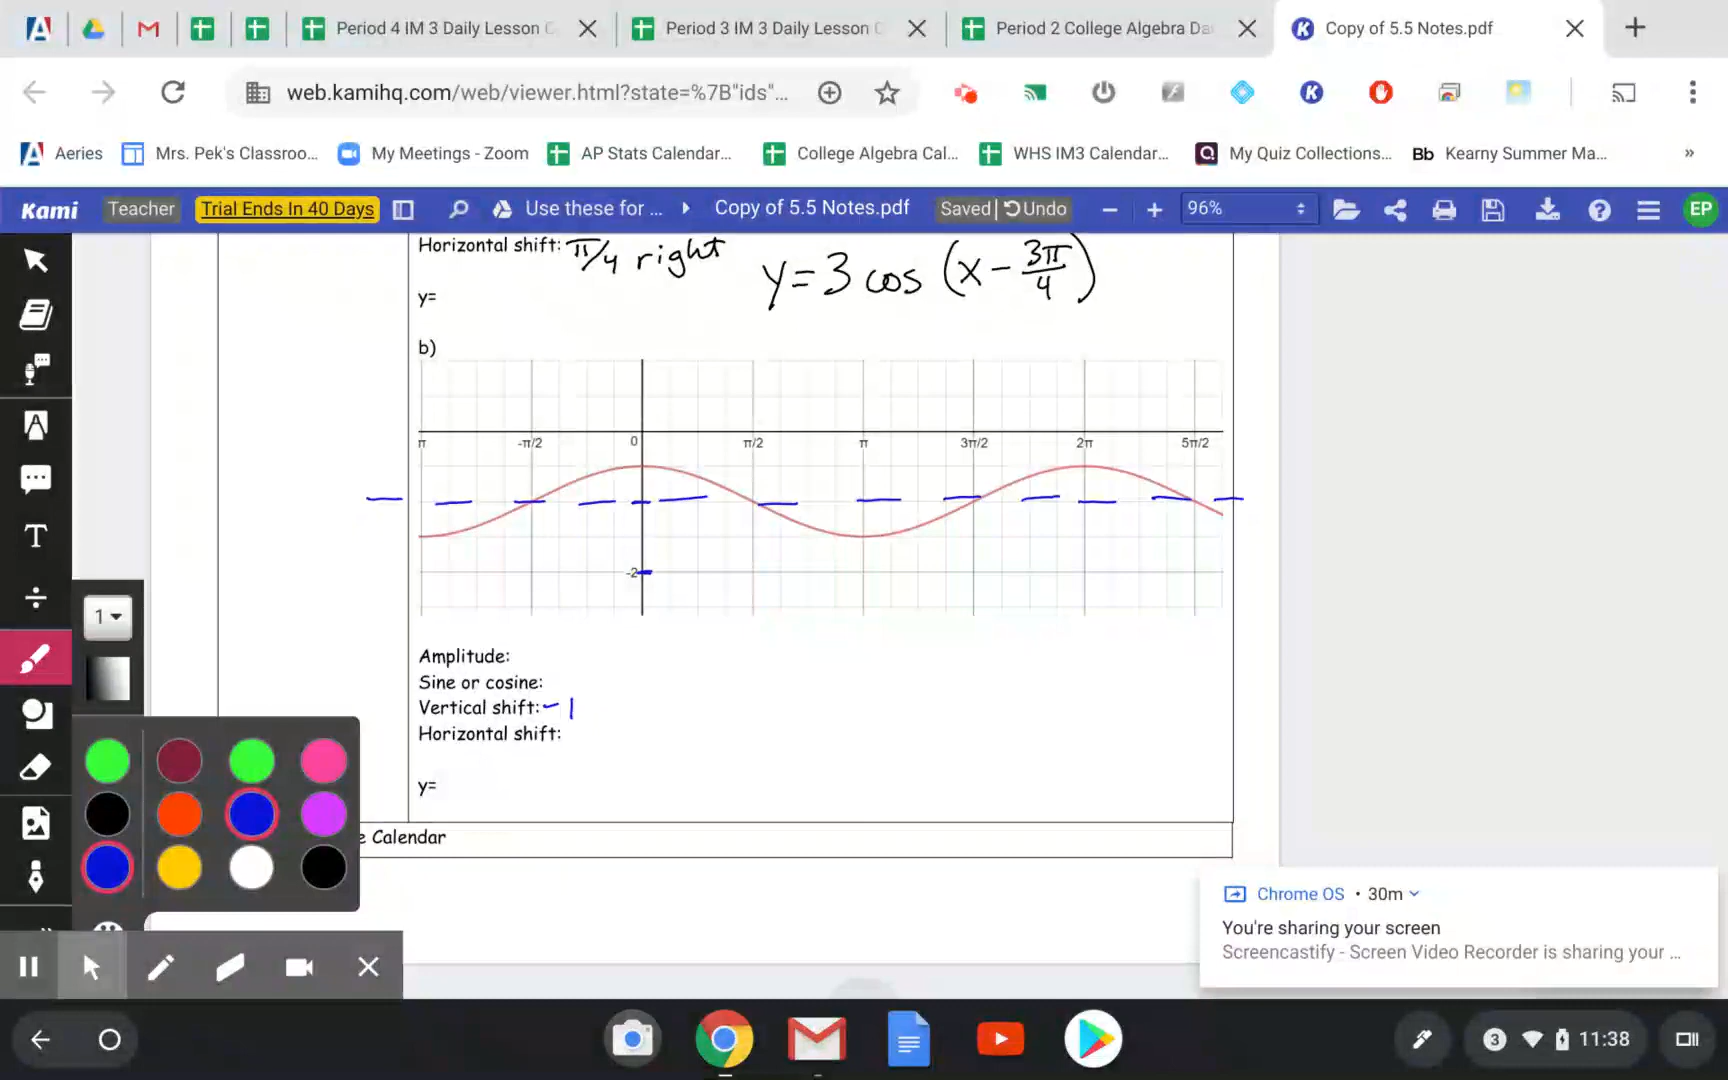 Period 4 IM 3 Daily Lesson C
Period 3 IM 3 Daily Lesson C
Period 2 College Algebra Da
Copy of 5.5 Notes.pdf
web.kamihq.com/web/viewer.html?state=%7B"ids"...
Aeries
Mrs. Pek's Classroo...
My Meetings - Zoom
AP Stats Calendar...
College Algebra Cal...
WHS IM3 Calendar...
My Quiz Collections...
Bb Kearny Summer Ma...
»
Kami Teacher Trial Ends In 40 Days Use these for ... Copy of 5.5 Notes.pdf Saved | Undo − + 96% EP
Horizontal shift: π/4 right
y=3 cos (x − 3π/4)
y=
b)
π -π/2 0 π/2 π 3π/2 2π 5π/2
-2
Amplitude:
Sine or cosine:
Vertical shift: -1
Horizontal shift:
y=
e Calendar
1
Chrome OS • 30m
You're sharing your screen
Screencastify - Screen Video Recorder is sharing your ...
3 11:38